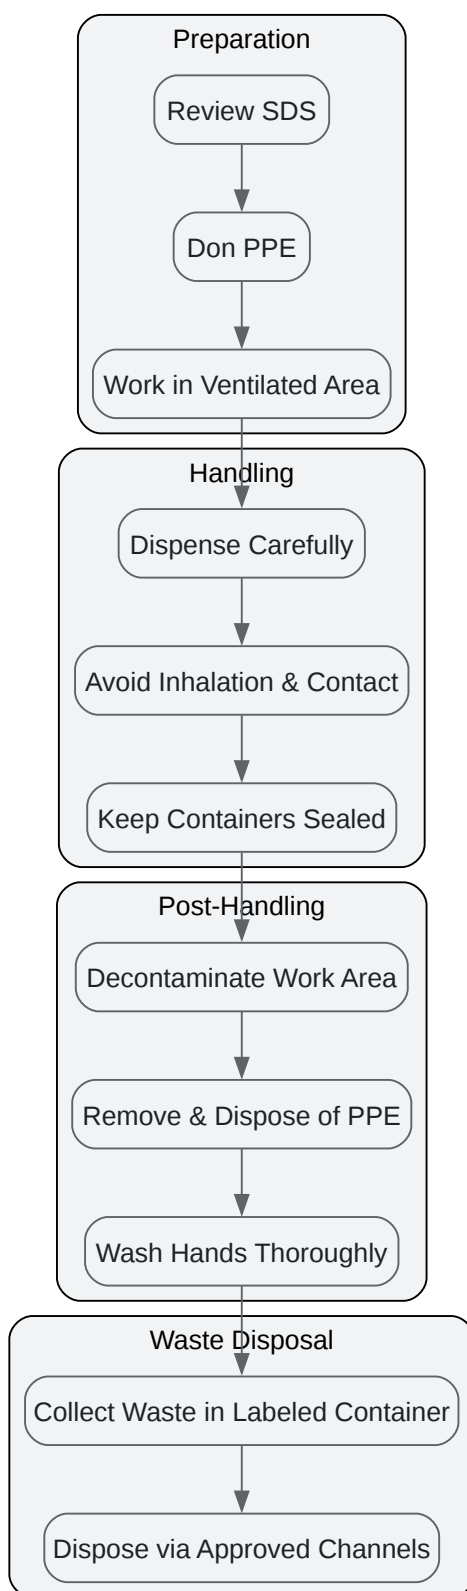 Preparation
Review SDS
Don PPE
Work in Ventilated Area
Handling
Dispense Carefully
Avoid Inhalation & Contact
Keep Containers Sealed
Post-Handling
Decontaminate Work Area
Remove & Dispose of PPE
Wash Hands Thoroughly
Waste Disposal
Collect Waste in Labeled Container
Dispose via Approved Channels